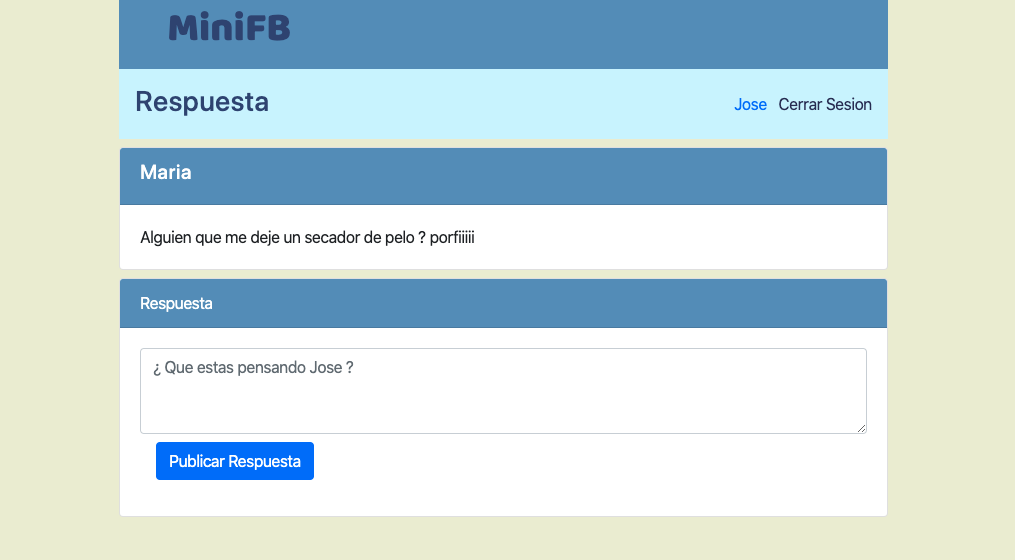 MiniFB
Respuesta
Jose Cerrar Sesion
Maria
Alguien que me deje un secador de pelo ? porfiiiii
Respuesta
¿ Que estas pensando Jose ?
Publicar Respuesta